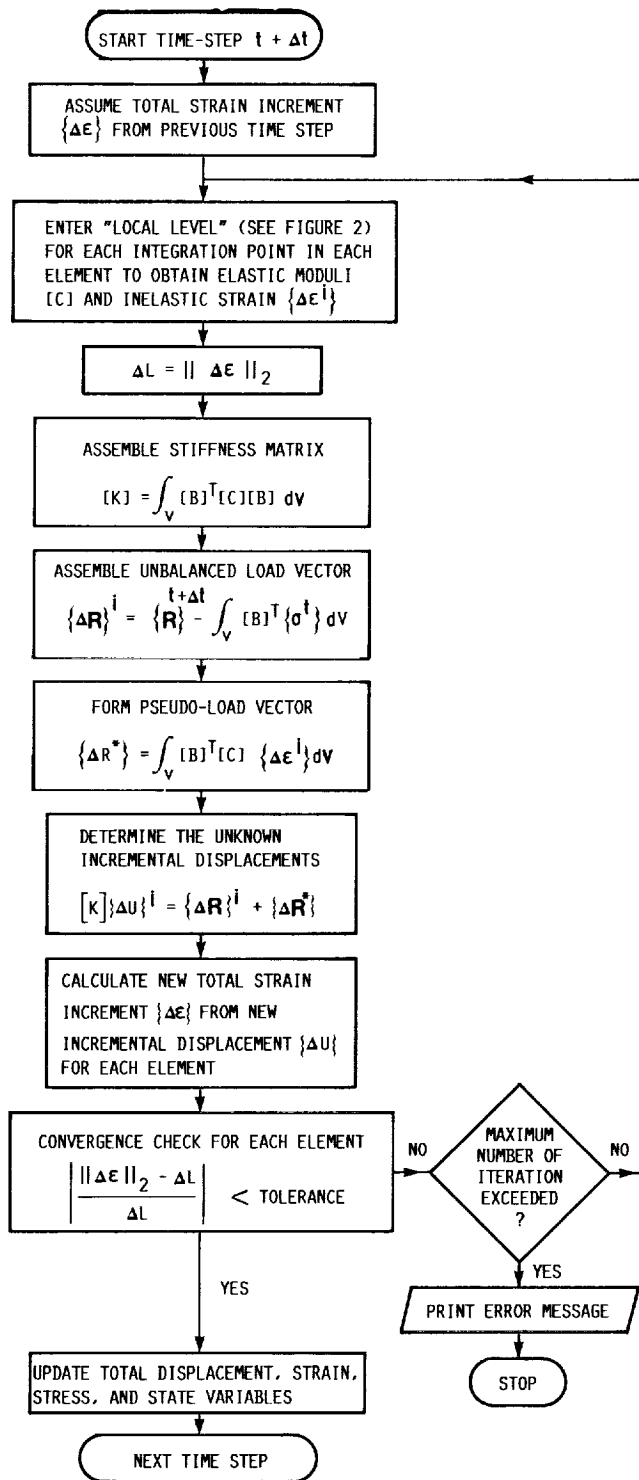 START TIME-STEP t + Δt
ASSUME TOTAL STRAIN INCREMENT
{Δε} FROM PREVIOUS TIME STEP
ENTER "LOCAL LEVEL" (SEE FIGURE 2)
FOR EACH INTEGRATION POINT IN EACH
ELEMENT TO OBTAIN ELASTIC MODULI
[C] AND INELASTIC STRAIN {Δε^i}
ΔL = || Δε ||_2
ASSEMBLE STIFFNESS MATRIX
[K] = ∫_V [B]^T[C][B] dV
ASSEMBLE UNBALANCED LOAD VECTOR
{ΔR}^i = {R}^t+Δt - ∫_V [B]^T {σ^t} dV
FORM PSEUDO-LOAD VECTOR
{ΔR*} = ∫_V [B]^T[C] {Δε^i}dV
DETERMINE THE UNKNOWN
INCREMENTAL DISPLACEMENTS
[K]}ΔU}^i = {ΔR}^i + }ΔR*}
CALCULATE NEW TOTAL STRAIN
INCREMENT }Δε} FROM NEW
INCREMENTAL DISPLACEMENT }ΔU{
FOR EACH ELEMENT
CONVERGENCE CHECK FOR EACH ELEMENT
| (||Δε||_2 - ΔL) / ΔL | < TOLERANCE
NO
MAXIMUM
NUMBER OF
ITERATION
EXCEEDED
?
NO
YES
YES
PRINT ERROR MESSAGE
STOP
UPDATE TOTAL DISPLACEMENT, STRAIN,
STRESS, AND STATE VARIABLES
NEXT TIME STEP